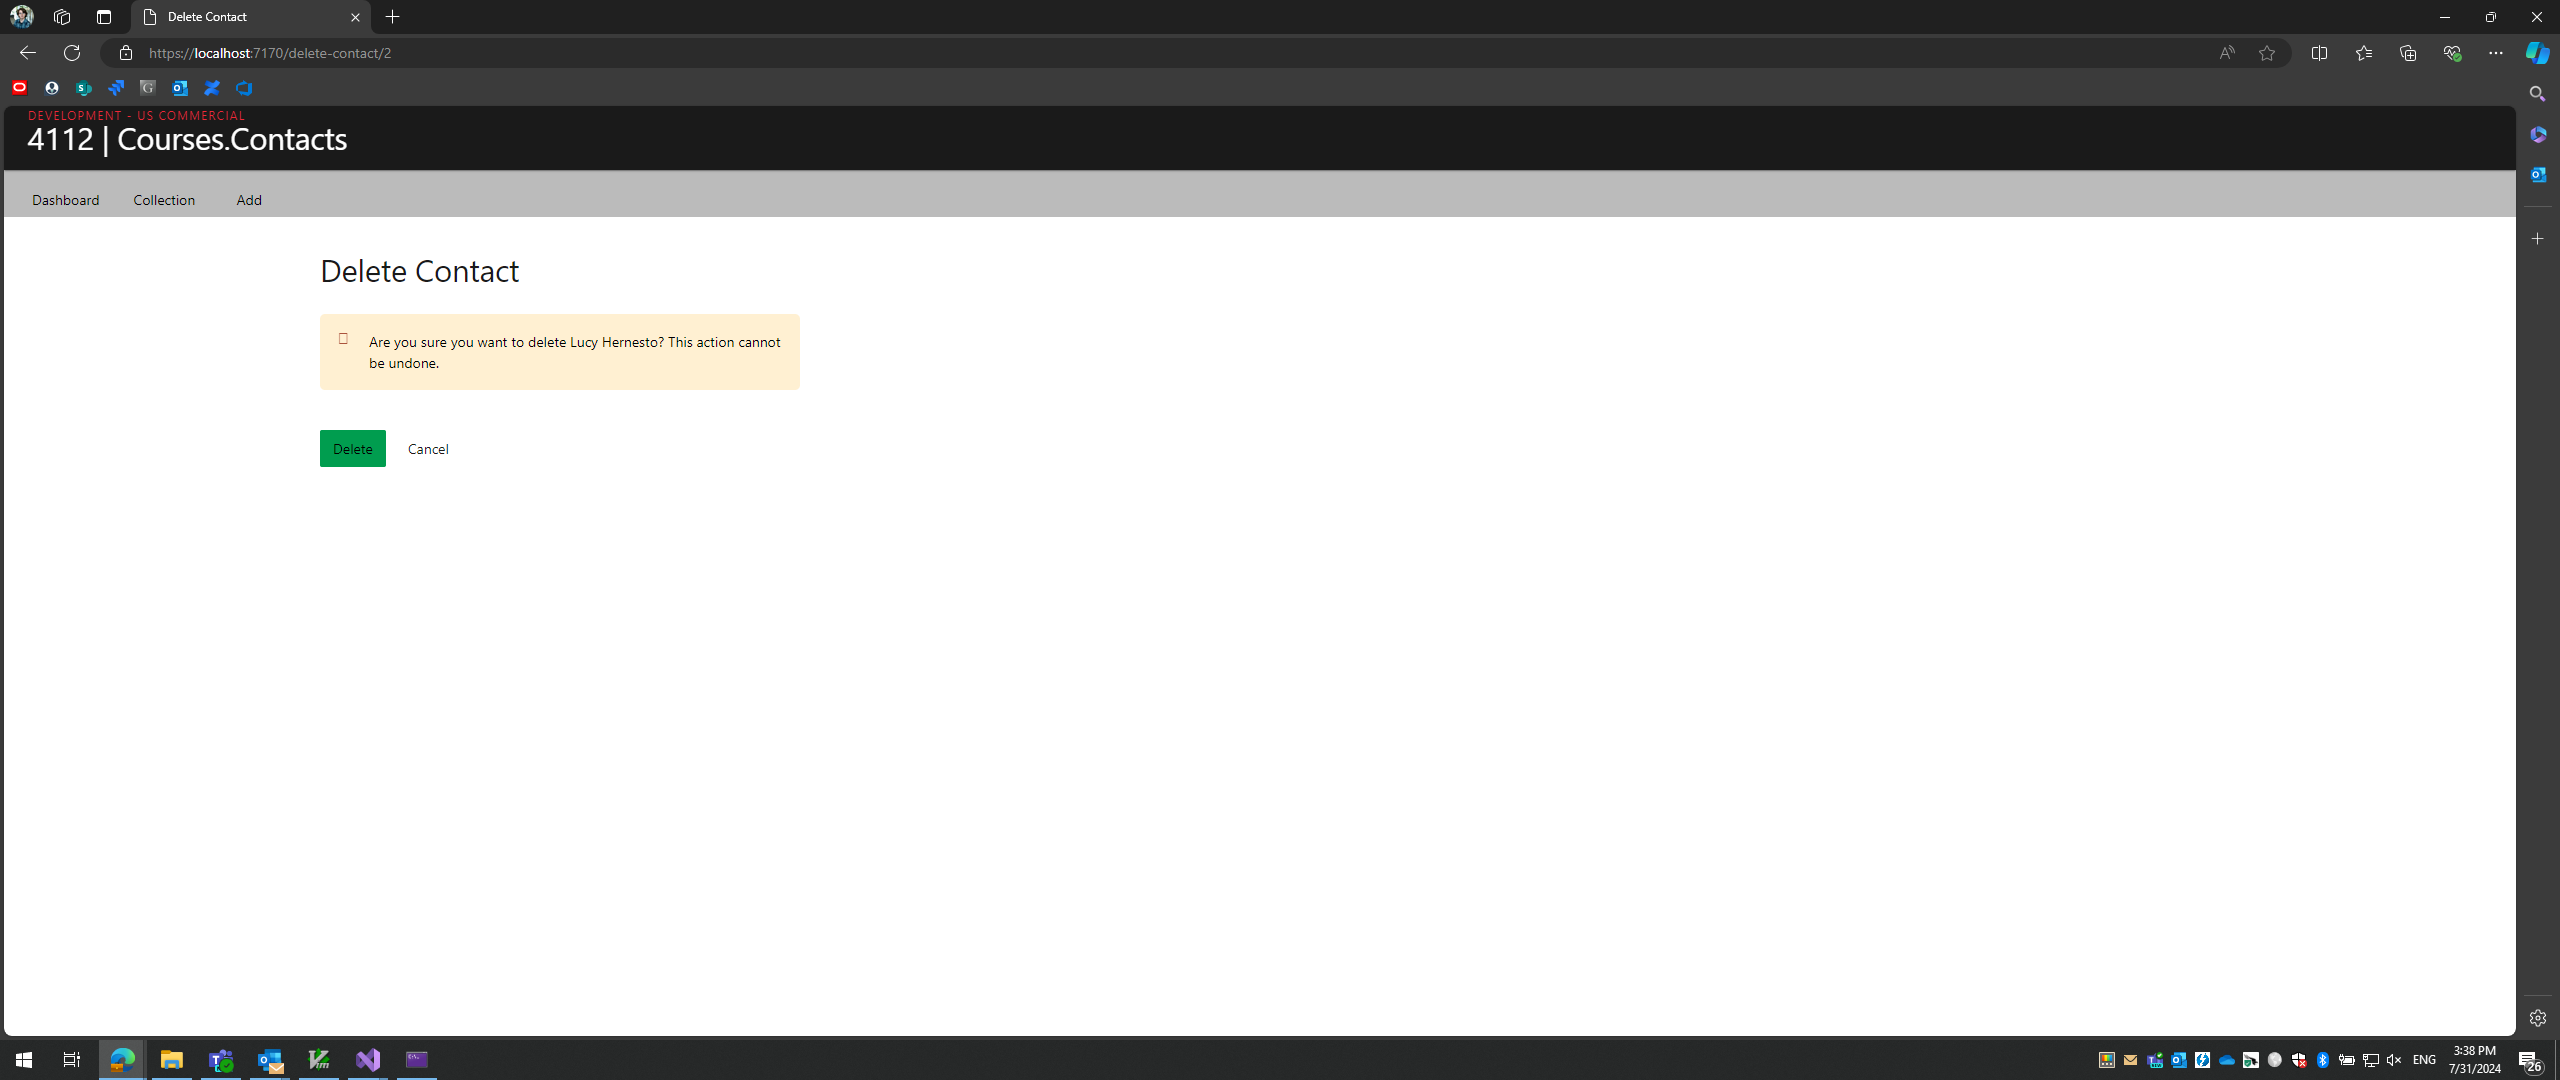 Delete Contact
https://localhost:7170/delete-contact/2
DEVELOPMENT - US COMMERCIAL
4112 | Courses.Contacts
Dashboard Collection Add
Delete Contact
Are you sure you want to delete Lucy Hernesto? This action cannot
be undone.
Delete Cancel
ENG
3:38 PM
7/31/2024
26